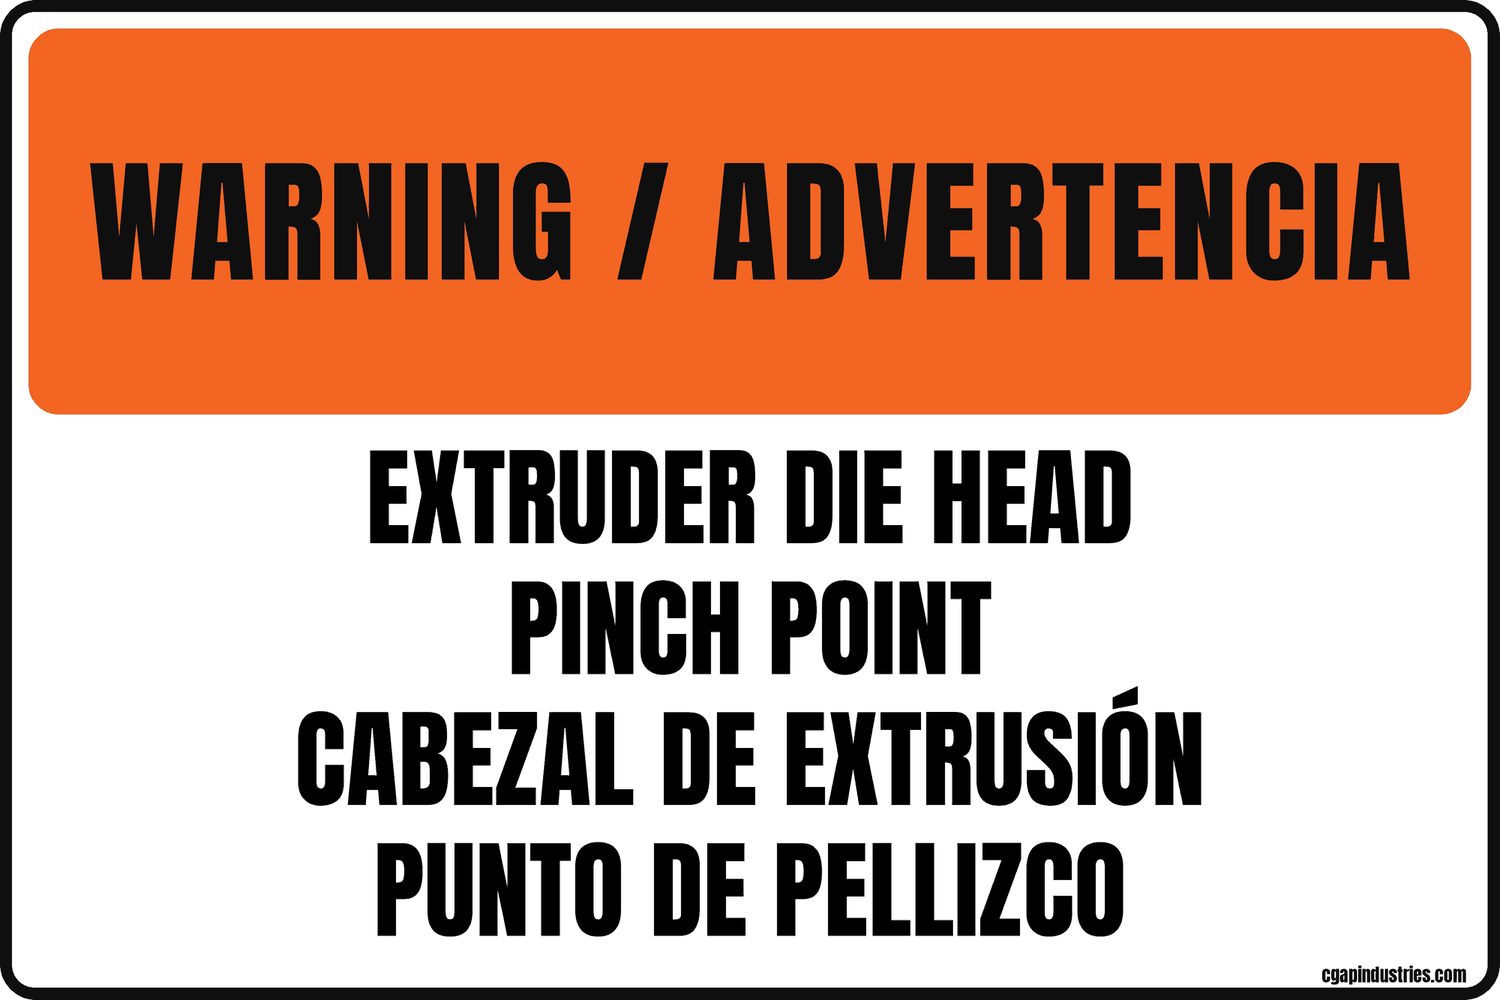 WARNING / ADVERTENCIA
EXTRUDER DIE HEAD
PINCH POINT
CABEZAL DE EXTRUSIÓN
PUNTO DE PELLIZCO
cgapindustries.com